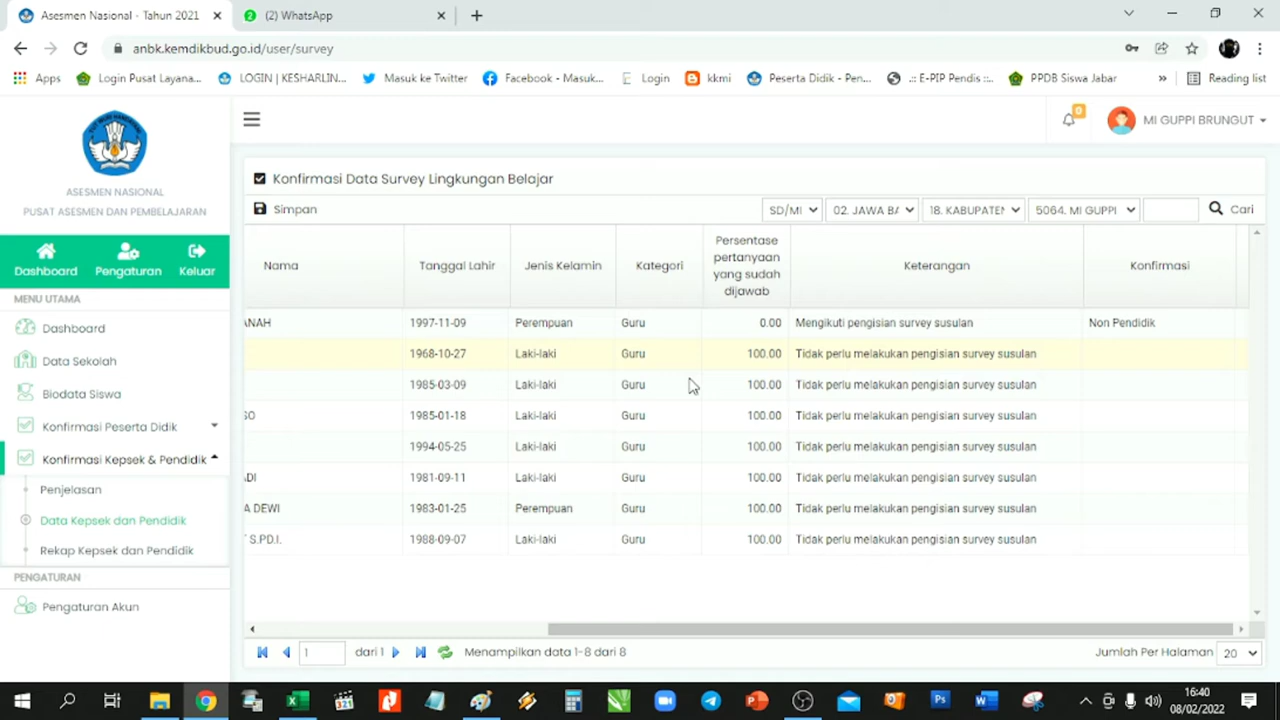 Asesmen Nasional - Tahun 2021
(2) WhatsApp
anbk.kemdikbud.go.id/user/survey
Apps
Login Pusat Layana...
LOGIN | KESHARLIN...
Masuk ke Twitter
Facebook - Masuk...
Login
kkmi
Peserta Didik - Pen...
.:: E-PIP Pendis ::..
PPDB Siswa Jabar
»
Reading list
ASESMEN NASIONAL
PUSAT ASESMEN DAN PEMBELAJARAN
Dashboard
Pengaturan
Keluar
MENU UTAMA
Dashboard
Data Sekolah
Biodata Siswa
Konfirmasi Peserta Didik
Konfirmasi Kepsek & Pendidik
Penjelasan
Data Kepsek dan Pendidik
Rekap Kepsek dan Pendidik
PENGATURAN
Pengaturan Akun
0
MI GUPPI BRUNGUT
Konfirmasi Data Survey Lingkungan Belajar
Simpan
SD/MI
02. JAWA BA
18. KABUPATEN
5064. MI GUPPI
Cari
Nama
Tanggal Lahir
Jenis Kelamin
Kategori
Persentase
pertanyaan
yang sudah
dijawab
Keterangan
Konfirmasi
ANAH 1997-11-09 Perempuan Guru 0.00 Mengikuti pengisian survey susulan Non Pendidik
1968-10-27 Laki-laki Guru 100.00 Tidak perlu melakukan pengisian survey susulan
1985-03-09 Laki-laki Guru 100.00 Tidak perlu melakukan pengisian survey susulan
SO 1985-01-18 Laki-laki Guru 100.00 Tidak perlu melakukan pengisian survey susulan
1994-05-25 Laki-laki Guru 100.00 Tidak perlu melakukan pengisian survey susulan
DI 1981-09-11 Laki-laki Guru 100.00 Tidak perlu melakukan pengisian survey susulan
A DEWI 1983-01-25 Perempuan Guru 100.00 Tidak perlu melakukan pengisian survey susulan
S.PD.I. 1988-09-07 Laki-laki Guru 100.00 Tidak perlu melakukan pengisian survey susulan
1
dari 1
Menampilkan data 1-8 dari 8
Jumlah Per Halaman
20
16:40
08/02/2022